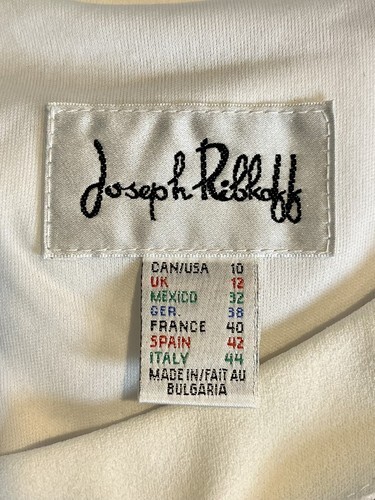 Joseph Ribkoff
CAN/USA 10
UK 12
MEXICO 32
GER. 38
FRANCE 40
SPAIN 42
ITALY 44
MADE IN/FAIT AU
BULGARIA